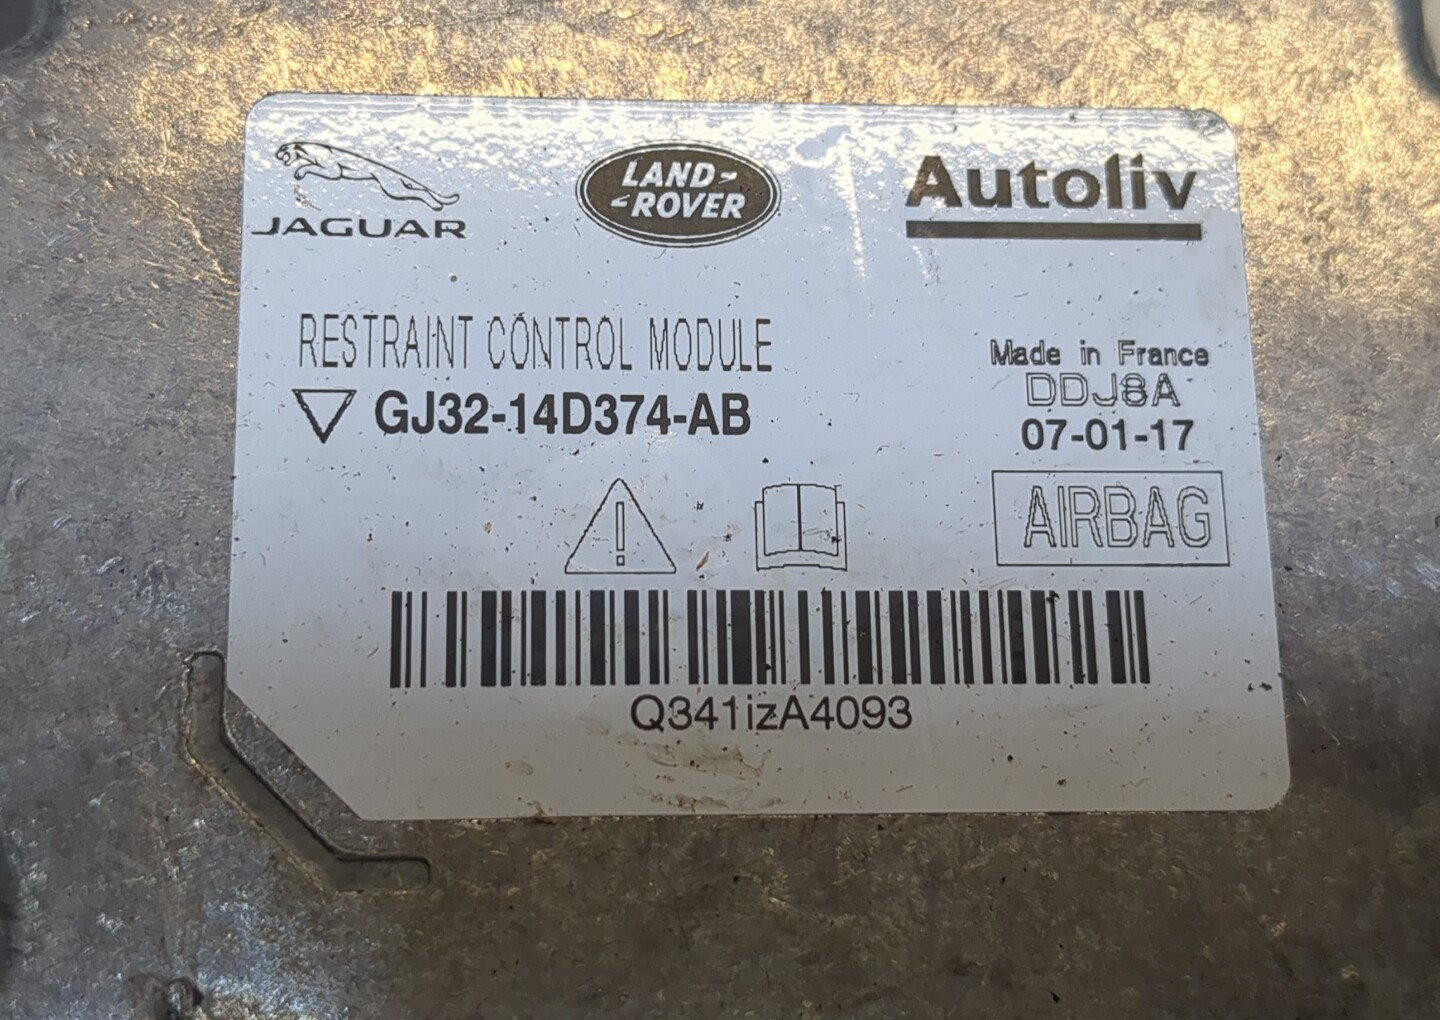 JAGUAR
LAND-
-ROVER
Autoliv
RESTRAINT CONTROL MODULE
GJ32-14D374-AB
Made in France
DDJ8A
07-01-17
AIRBAG
Q341izA4093